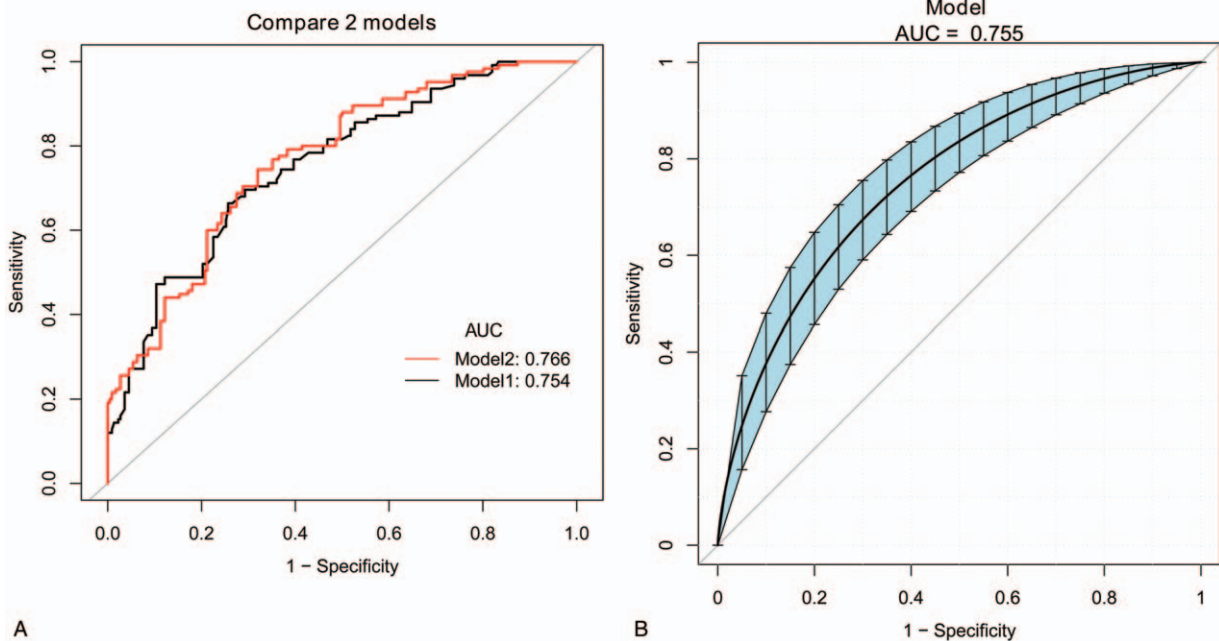 Compare 2 models
1.0
0.8
0.6
0.4
0.2
0.0
Sensitivity
AUC
Model2: 0.766
Model1: 0.754
0.0 0.2 0.4 0.6 0.8 1.0
1 − Specificity
A
Model
AUC = 0.755
1
0.8
0.6
0.4
0.2
0
Sensitivity
0 0.2 0.4 0.6 0.8 1
1 − Specificity
B